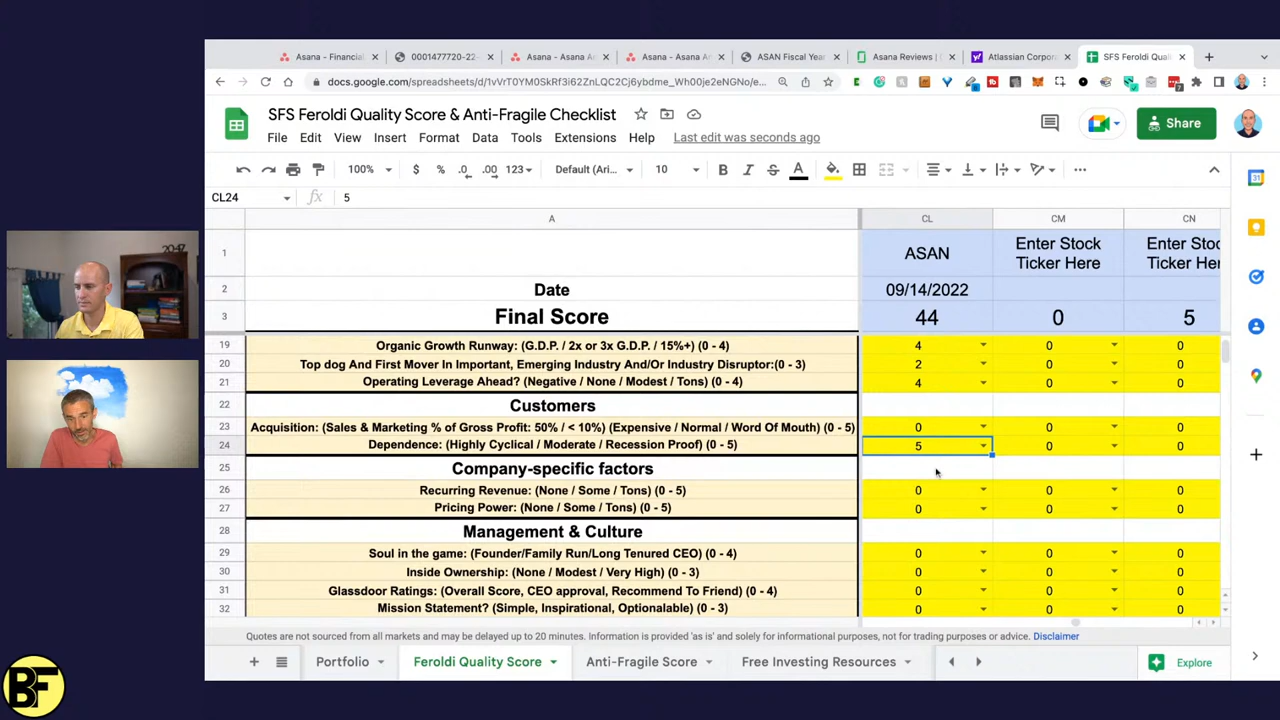 Asana - Financial
0001477720-22-
Asana - Asana A
Asana - Asana A
ASAN Fiscal Year
Asana Reviews | G
Atlassian Corpora
SFS Feroldi Quali
docs.google.com/spreadsheets/d/1vVrT0YM0SkRf3i62ZnLQC2Cj6ybdme_Wh00je2eNGNo/e...
SFS Feroldi Quality Score & Anti-Fragile Checklist
File Edit View Insert Format Data Tools Extensions Help Last edit was seconds ago
Share
100% $ % .0 .00 123 Default (Ari... 10 B I S A
CL24 fx 5
A CL CM CN
1 ASAN Enter Stock Ticker Here Enter Stoc Ticker Her
2 Date 09/14/2022
3 Final Score 44 0 5
19 Organic Growth Runway: (G.D.P. / 2x or 3x G.D.P. / 15%+) (0 - 4) 4 0 0
20 Top dog And First Mover In Important, Emerging Industry And/Or Industry Disruptor:(0 - 3) 2 0 0
21 Operating Leverage Ahead? (Negative / None / Modest / Tons) (0 - 4) 4 0 0
22 Customers
23 Acquisition: (Sales & Marketing % of Gross Profit: 50% / < 10%) (Expensive / Normal / Word Of Mouth) (0 - 5) 0 0 0
24 Dependence: (Highly Cyclical / Moderate / Recession Proof) (0 - 5) 5 0 0
25 Company-specific factors
26 Recurring Revenue: (None / Some / Tons) (0 - 5) 0 0 0
27 Pricing Power: (None / Some / Tons) (0 - 5) 0 0 0
28 Management & Culture
29 Soul in the game: (Founder/Family Run/Long Tenured CEO) (0 - 4) 0 0 0
30 Inside Ownership: (None / Modest / Very High) (0 - 3) 0 0 0
31 Glassdoor Ratings: (Overall Score, CEO approval, Recommend To Friend) (0 - 4) 0 0 0
32 Mission Statement? (Simple, Inspirational, Optionalable) (0 - 3) 0 0 0
Quotes are not sourced from all markets and may be delayed up to 20 minutes. Information is provided 'as is' and solely for informational purposes, not for trading purposes or advice. Disclaimer
Portfolio Feroldi Quality Score Anti-Fragile Score Free Investing Resources Explore
BF